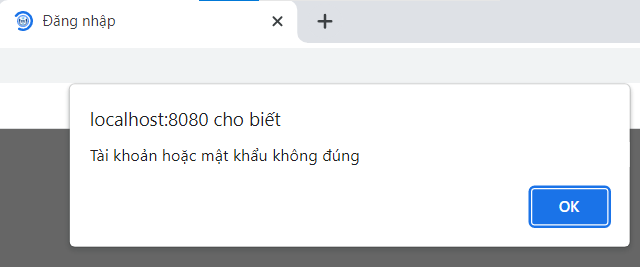 Đăng nhập
localhost:8080 cho biết
Tài khoản hoặc mật khẩu không đúng
OK